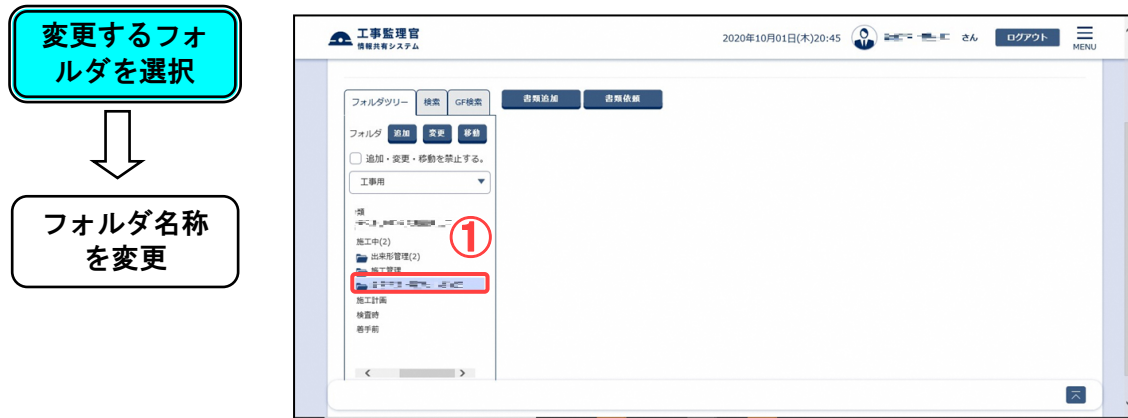 変更するフォ
ルダを選択
フォルダ名称
を変更
工事監理官
情報共有システム
2020年10月01日(木)20:45
さん
ログアウト
MENU
フォルダツリー
検索
GF検索
書類追加
書類依頼
フォルダ
追加
変更
移動
追加・変更・移動を禁止する。
工事用
類
①
施工中(2)
出来形管理(2)
施工管理
施工計画
検査時
着手前